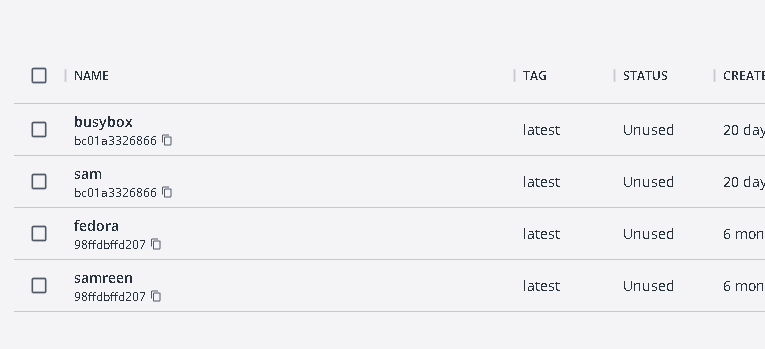 NAME TAG STATUS CREATE
busybox
bc01a3326866
latest Unused 20 day
sam
bc01a3326866
latest Unused 20 day
fedora
98ffdbffd207
latest Unused 6 mon
samreen
98ffdbffd207
latest Unused 6 mon